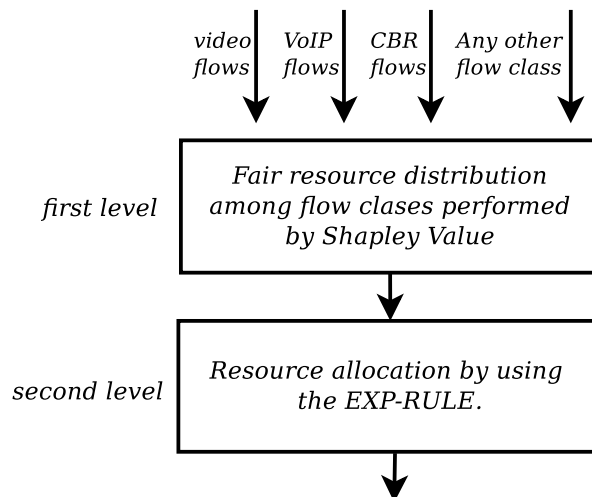 video
flows
VoIP
flows
CBR
flows
Any other
flow class
first level
Fair resource distribution
among flow clases performed
by Shapley Value
second level
Resource allocation by using
the EXP-RULE.